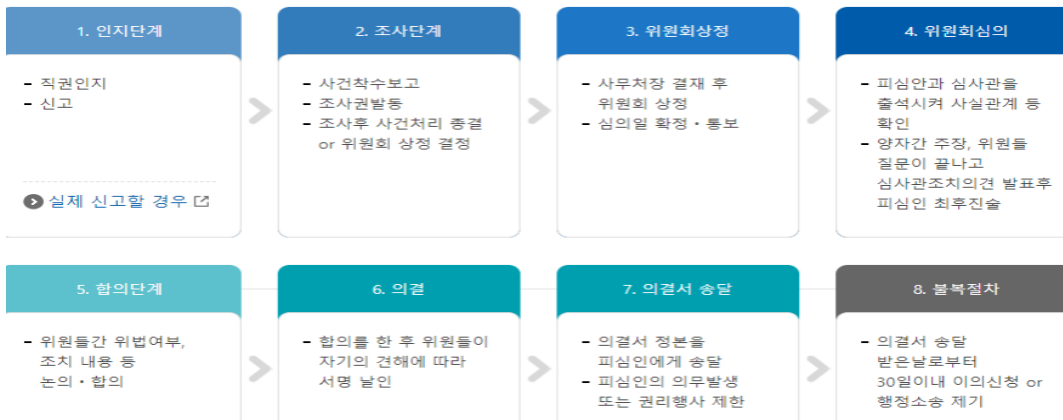 1. 인지단계
- 직권인지
- 신고
실제 신고할 경우
2. 조사단계
- 사건착수보고
- 조사권발동
- 조사후 사건처리 종결
or 위원회 상정 결정
3. 위원회상정
- 사무처장 결재 후
위원회 상정
- 심의일 확정・통보
4. 위원회심의
- 피심안과 심사관을
출석시켜 사실관계 등
확인
- 양자간 주장, 위원들
질문이 끝나고
심사관조치의견 발표후
피심인 최후진술
5. 합의단계
- 위원들간 위법여부,
조치 내용 등
논의・합의
6. 의결
- 합의를 한 후 위원들이
자기의 견해에 따라
서명 날인
7. 의결서 송달
- 의결서 정본을
피심인에게 송달
- 피심인의 의무발생
또는 권리행사 제한
8. 불복절차
- 의결서 송달
받은날로부터
30일이내 이의신청 or
행정소송 제기